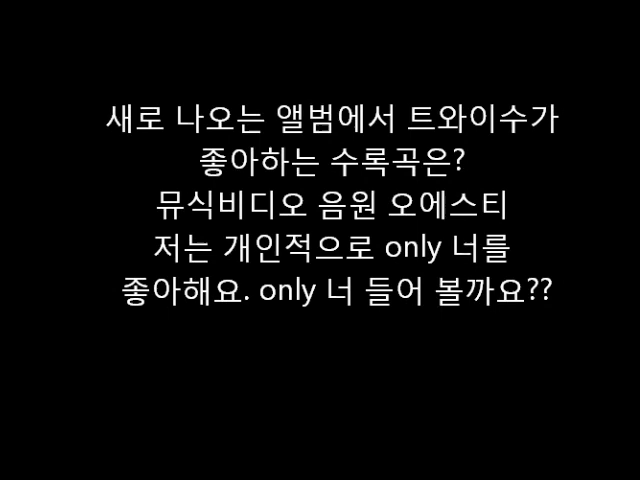 새로 나오는 앨범에서 트와이수가
좋아하는 수록곡은?
뮤식비디오 음원 오에스티
저는 개인적으로 only 너를
좋아해요. only 너 들어 볼까요??